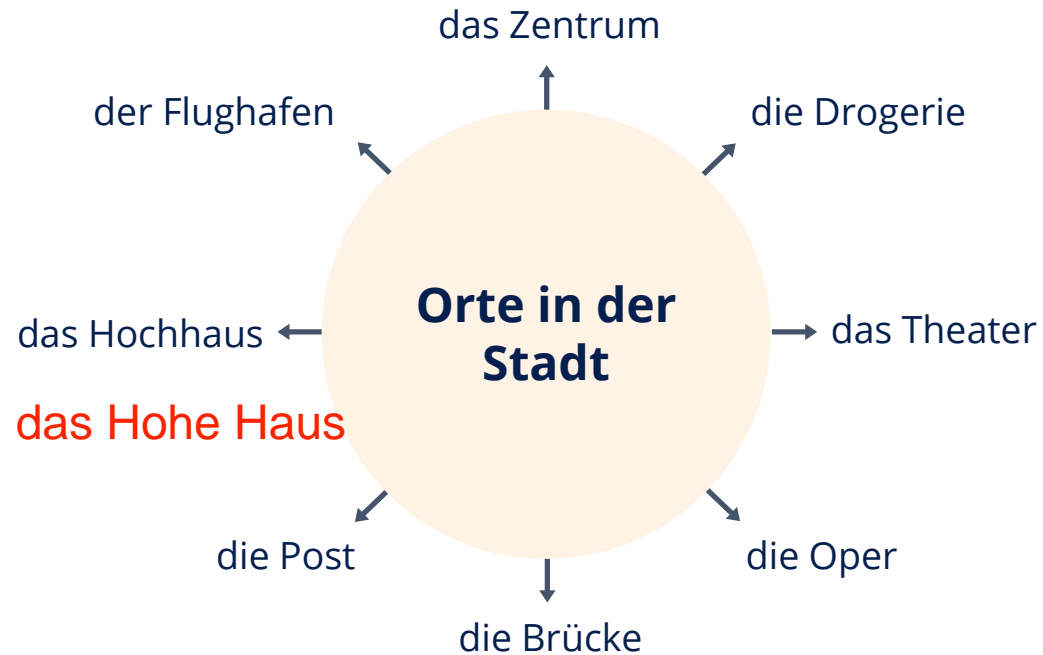 das Zentrum
der Flughafen
die Drogerie
Orte in der
Stadt
das Hochhaus
das Theater
das Hohe Haus
die Post
die Oper
die Brücke